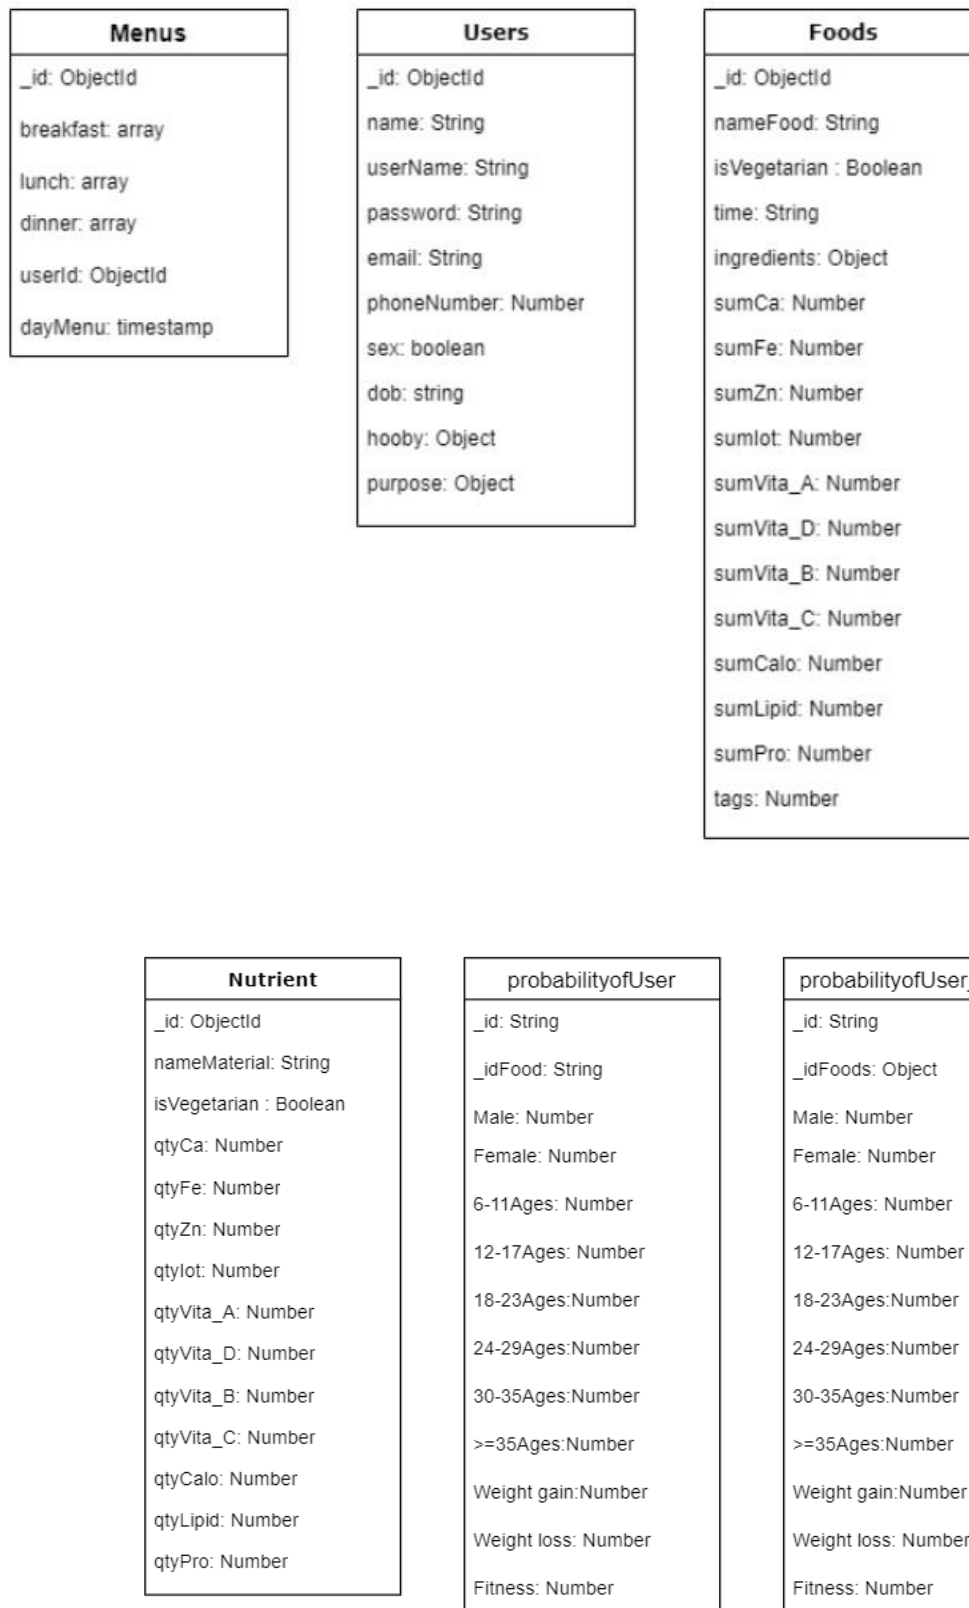 Menus
_id: ObjectId
breakfast: array
lunch: array
dinner: array
userId: ObjectId
dayMenu: timestamp
Users
_id: ObjectId
name: String
userName: String
password: String
email: String
phoneNumber: Number
sex: boolean
dob: string
hooby: Object
purpose: Object
Foods
_id: ObjectId
nameFood: String
isVegetarian : Boolean
time: String
ingredients: Object
sumCa: Number
sumFe: Number
sumZn: Number
sumIot: Number
sumVita_A: Number
sumVita_D: Number
sumVita_B: Number
sumVita_C: Number
sumCalo: Number
sumLipid: Number
sumPro: Number
tags: Number
Nutrient
_id: ObjectId
nameMaterial: String
isVegetarian : Boolean
qtyCa: Number
qtyFe: Number
qtyZn: Number
qtyIot: Number
qtyVita_A: Number
qtyVita_D: Number
qtyVita_B: Number
qtyVita_C: Number
qtyCalo: Number
qtyLipid: Number
qtyPro: Number
probabilityofUser
_id: String
_idFood: String
Male: Number
Female: Number
6-11Ages: Number
12-17Ages: Number
18-23Ages:Number
24-29Ages:Number
30-35Ages:Number
>=35Ages:Number
Weight gain:Number
Weight loss: Number
Fitness: Number
probabilityofUser_
_id: String
_idFoods: Object
Male: Number
Female: Number
6-11Ages: Number
12-17Ages: Number
18-23Ages:Number
24-29Ages:Number
30-35Ages:Number
>=35Ages:Number
Weight gain:Number
Weight loss: Number
Fitness: Number